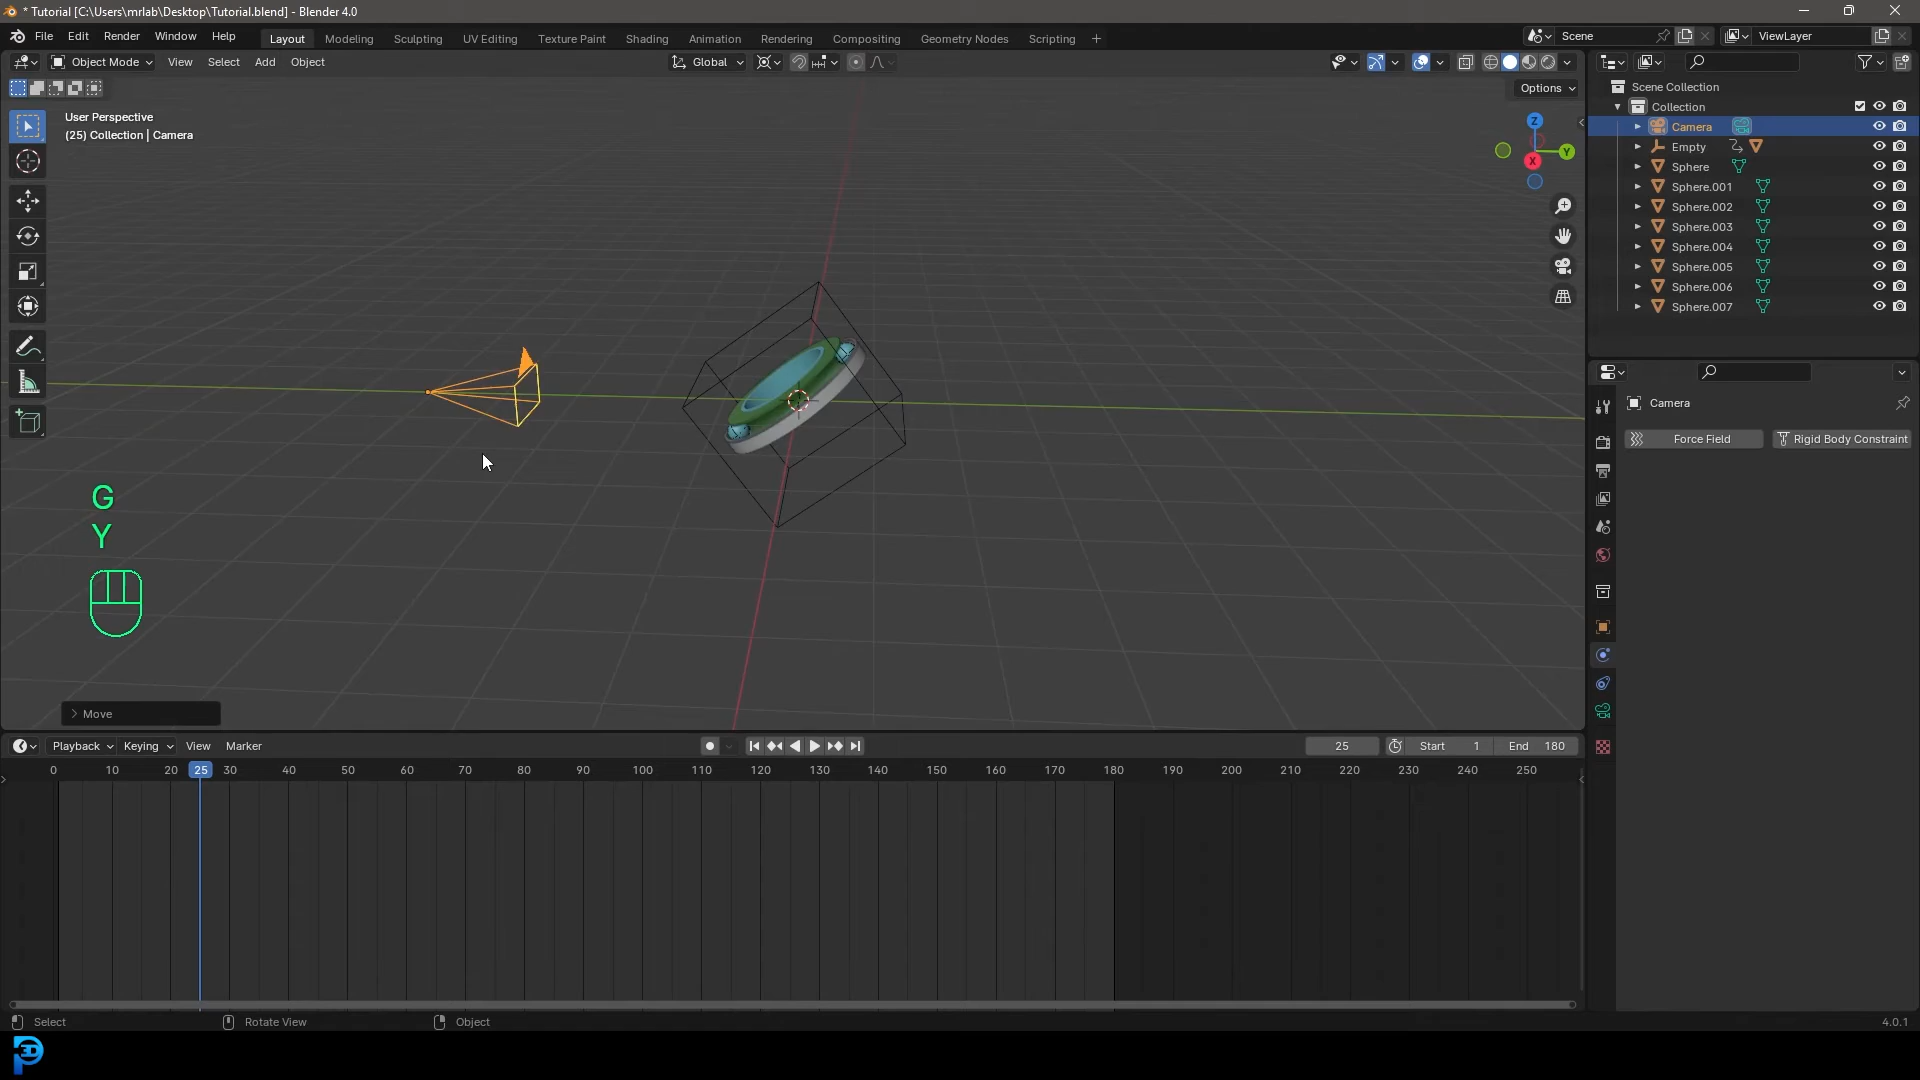 * Tutorial [C:\Users\mrlab\Desktop\Tutorial.blend] - Blender 4.0
File Edit Render Window Help Layout Modeling Sculpting UV Editing Texture Paint Shading Animation Rendering Compositing Geometry Nodes Scripting + Scene ViewLayer
Object Mode View Select Add Object Global
Options
User Perspective
(25) Collection | Camera
Z
Y
X
Scene Collection
Collection
Camera
Empty
Sphere
Sphere.001
Sphere.002
Sphere.003
Sphere.004
Sphere.005
Sphere.006
Sphere.007
Camera
Force Field Rigid Body Constraint
G
Y
Move
Playback Keying View Marker 25 Start 1 End 180
0 10 20 25 30 40 50 60 70 80 90 100 110 120 130 140 150 160 170 180 190 200 210 220 230 240 250
Select Rotate View Object 4.0.1
3D